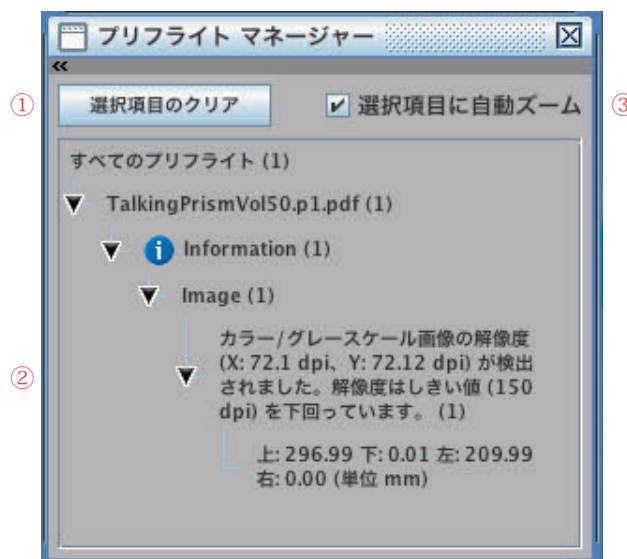 プリフライト マネージャー
«
① 選択項目のクリア 選択項目に自動ズーム ③
すべてのプリフライト (1)
TalkingPrismVol50.p1.pdf (1)
Information (1)
Image (1)
カラー/グレースケール画像の解像度
(X: 72.1 dpi、Y: 72.12 dpi) が検出
②
されました。解像度はしきい値 (150
dpi) を下回っています。 (1)
上: 296.99 下: 0.01 左: 209.99
右: 0.00 (単位 mm)